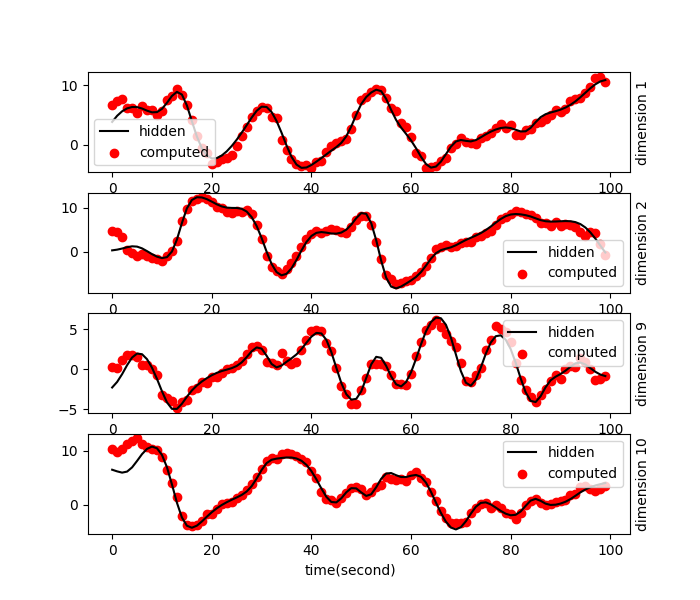 10
0
hidden
computed
dimension 1
0 20 40 60 80 100
10
0
hidden
computed
dimension 2
0 20 40 60 80 100
5
0
−5
hidden
computed
dimension 9
0 20 40 60 80 100
10
0
hidden
computed
dimension 10
0 20 40 60 80 100
time(second)